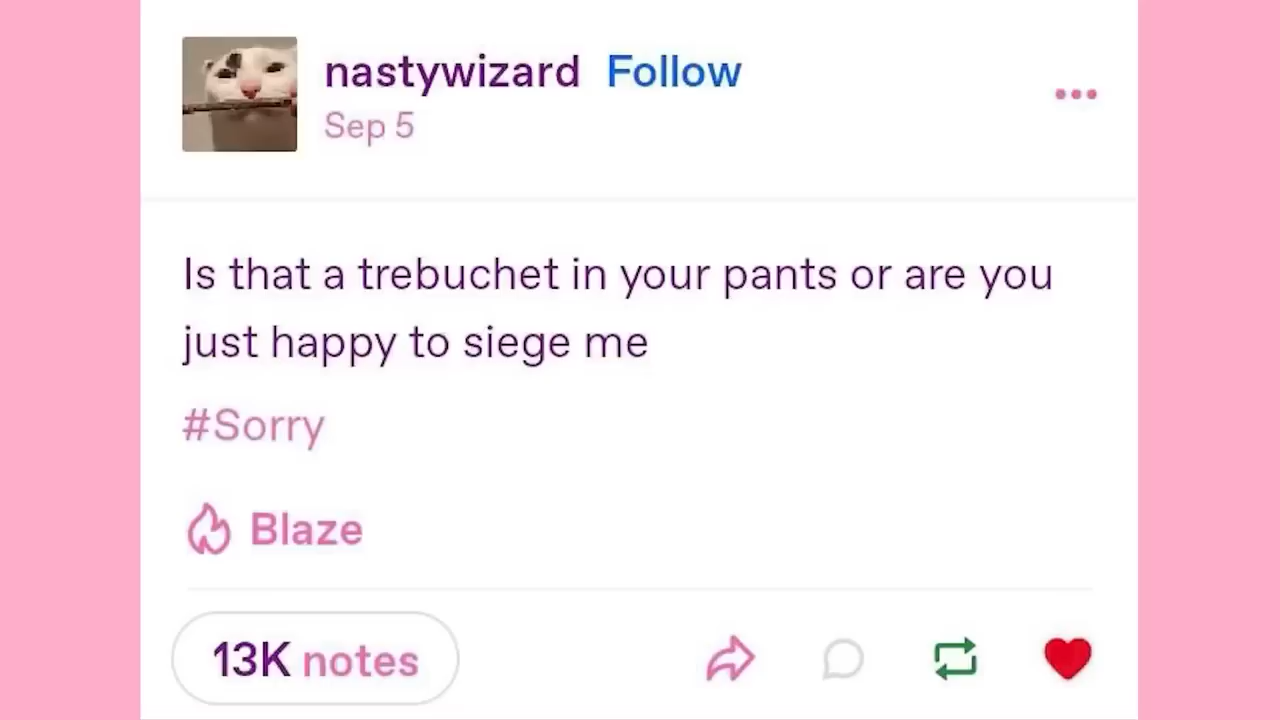 nastywizard Follow
Sep 5
Is that a trebuchet in your pants or are you
just happy to siege me
#Sorry
Blaze
13K notes